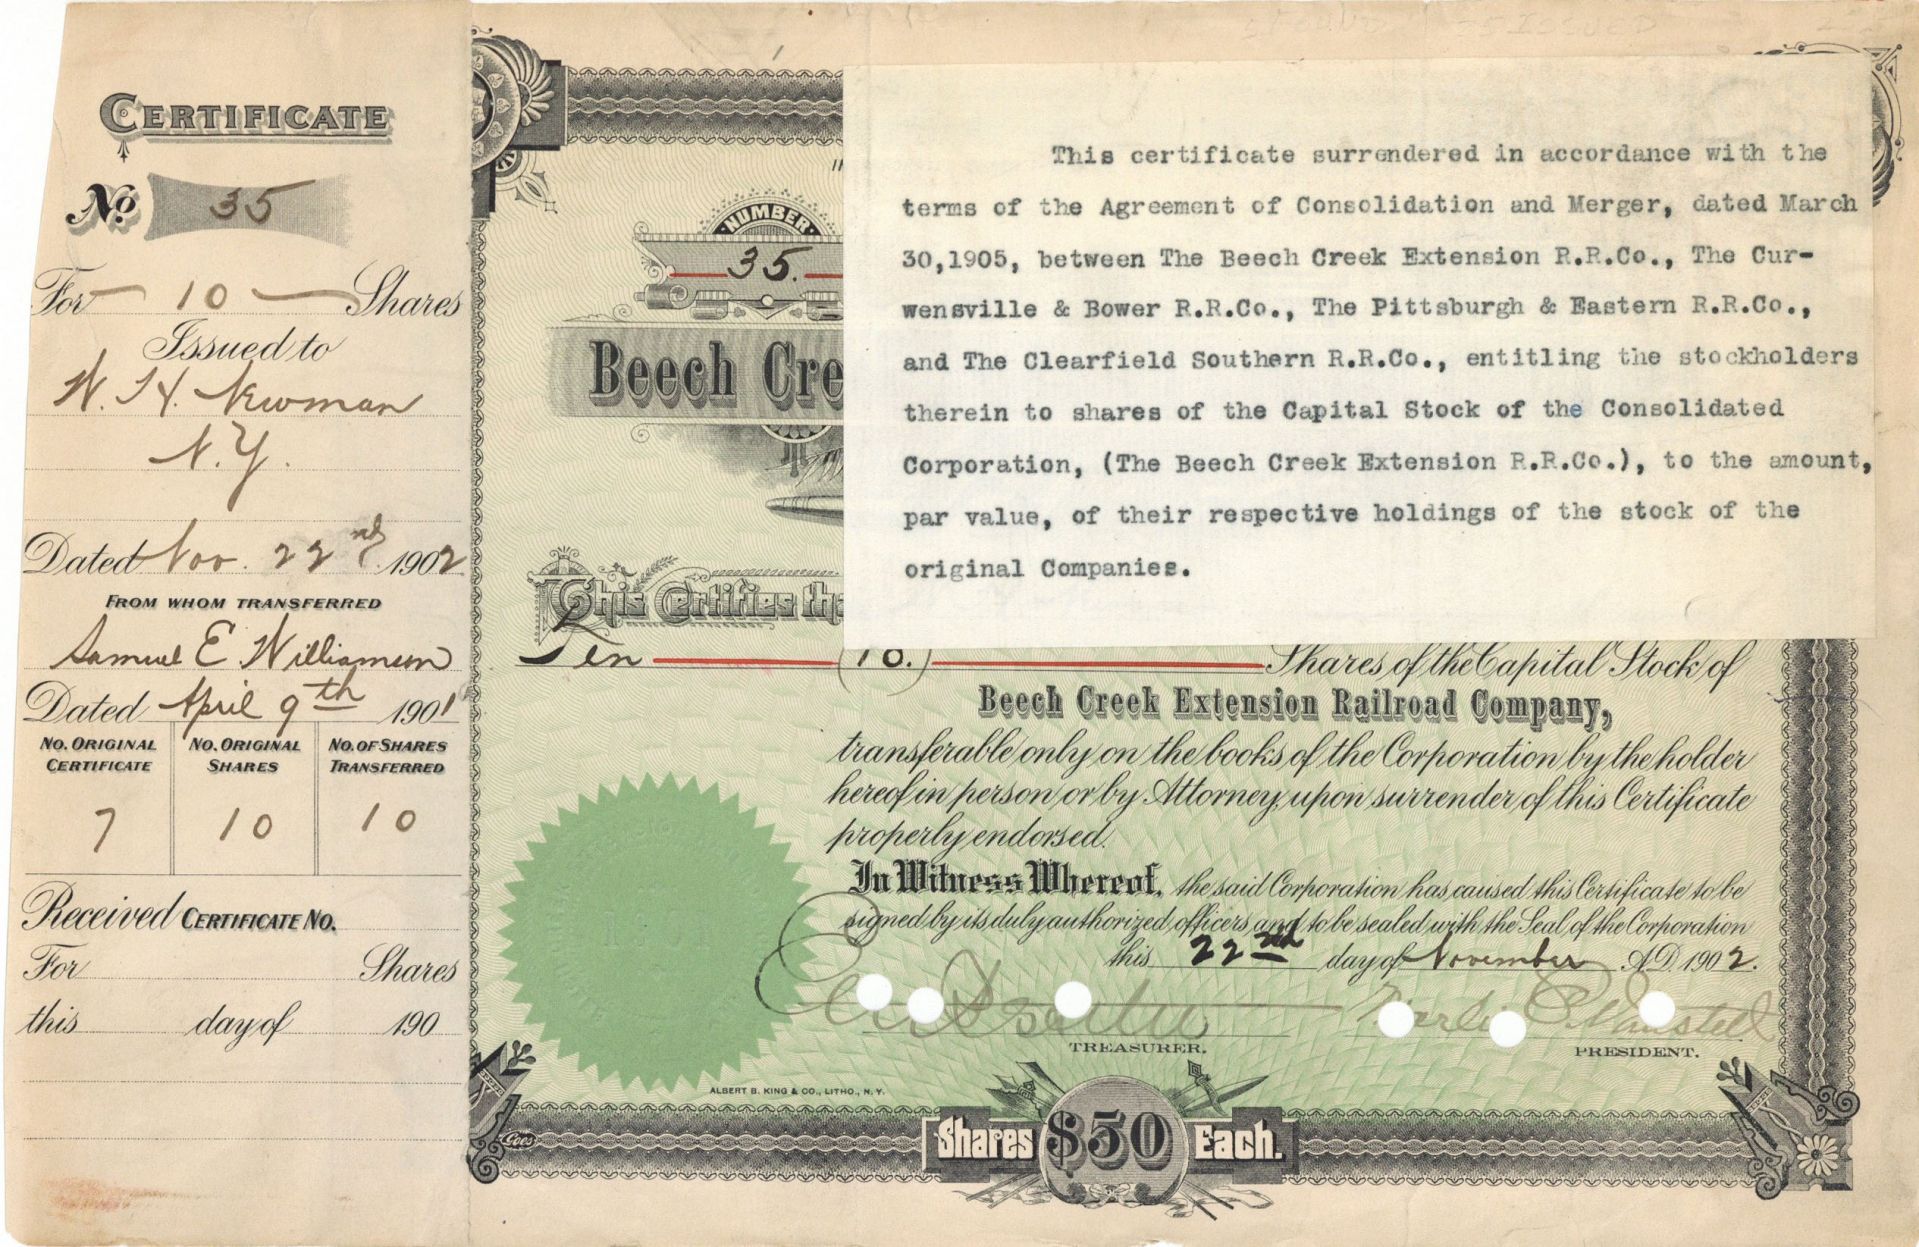 CERTIFICATE
No 35
For 10 Shares
Issued to
W. H. Newman
N. Y.
Dated Nov. 22nd 1902
FROM WHOM TRANSFERRED
Samuel E Williamson
Dated April 9th 1901
NO. ORIGINAL CERTIFICATE NO. ORIGINAL SHARES NO. OF SHARES TRANSFERRED
7 10 10
Received CERTIFICATE NO.
For Shares
this day of 190
NUMBER
35.
Beech Cre
This certificate surrendered in accordance with the
terms of the Agreement of Consolidation and Merger, dated March
30,1905, between The Beech Creek Extension R.R.Co., The Cur-
wensville & Bower R.R.Co., The Pittsburgh & Eastern R.R.Co.,
and The Clearfield Southern R.R.Co., entitling the stockholders
therein to shares of the Capital Stock of the Consolidated
Corporation, (The Beech Creek Extension R.R.Co.), to the amount,
par value, of their respective holdings of the stock of the
original Companies.
This Certifies tha
Ten (10.) Shares of the Capital Stock of
Beech Creek Extension Railroad Company,
transferable only on the books of the Corporation by the holder
hereof in person or by Attorney, upon surrender of this Certificate
properly endorsed.
In Witness Whereof, the said Corporation has caused this Certificate to be
signed by its duly authorized officers and to be sealed with the Seal of the Corporation
this 22nd day of November A.D. 1902.
TREASURER.
PRESIDENT.
ALBERT B. KING & CO., LITHO., N. Y.
Goes
Shares $50 Each.